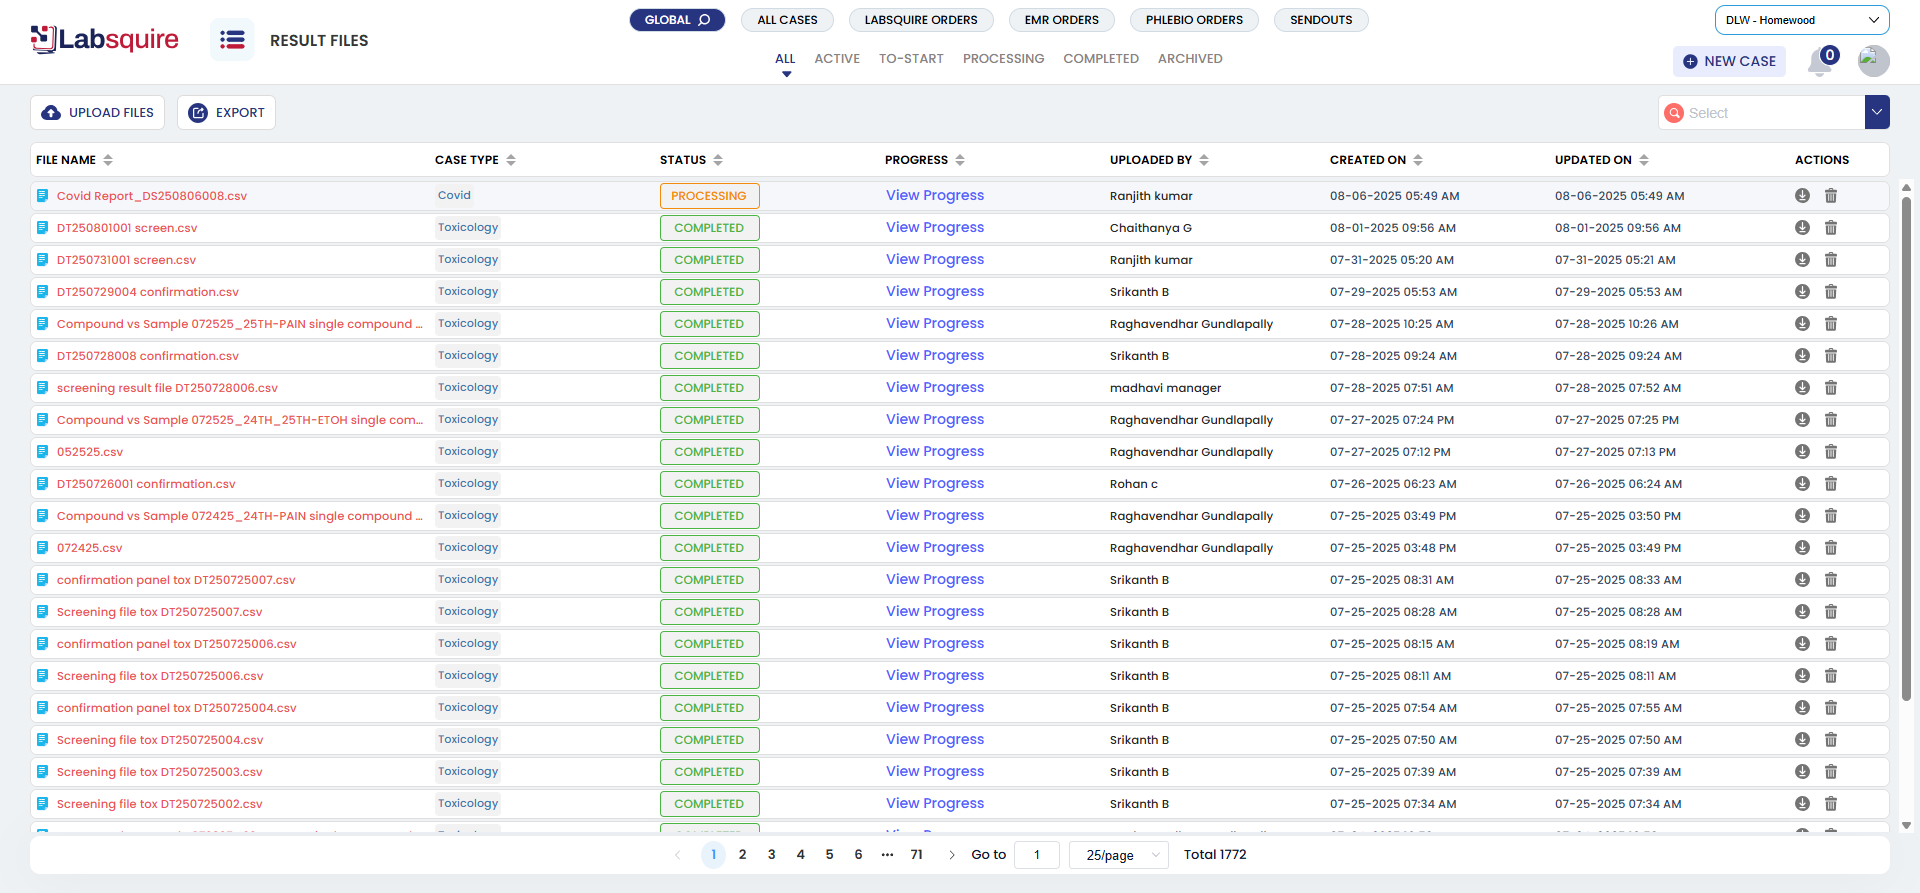 Labsquire
RESULT FILES
GLOBAL ALL CASES LABSQUIRE ORDERS EMR ORDERS PHLEBIO ORDERS SENDOUTS
DLW - Homewood
ALL ACTIVE TO-START PROCESSING COMPLETED ARCHIVED
NEW CASE 0
UPLOAD FILES EXPORT Select
FILE NAME CASE TYPE STATUS PROGRESS UPLOADED BY CREATED ON UPDATED ON ACTIONS
Covid Report_DS250806008.csv Covid PROCESSING View Progress Ranjith kumar 08-06-2025 05:49 AM 08-06-2025 05:49 AM
DT250801001 screen.csv Toxicology COMPLETED View Progress Chaithanya G 08-01-2025 09:56 AM 08-01-2025 09:56 AM
DT250731001 screen.csv Toxicology COMPLETED View Progress Ranjith kumar 07-31-2025 05:20 AM 07-31-2025 05:21 AM
DT250729004 confirmation.csv Toxicology COMPLETED View Progress Srikanth B 07-29-2025 05:53 AM 07-29-2025 05:53 AM
Compound vs Sample 072525_25TH-PAIN single compound ... Toxicology COMPLETED View Progress Raghavendhar Gundlapally 07-28-2025 10:25 AM 07-28-2025 10:26 AM
DT250728008 confirmation.csv Toxicology COMPLETED View Progress Srikanth B 07-28-2025 09:24 AM 07-28-2025 09:24 AM
screening result file DT250728006.csv Toxicology COMPLETED View Progress madhavi manager 07-28-2025 07:51 AM 07-28-2025 07:52 AM
Compound vs Sample 072525_24TH_25TH-ETOH single com... Toxicology COMPLETED View Progress Raghavendhar Gundlapally 07-27-2025 07:24 PM 07-27-2025 07:25 PM
052525.csv Toxicology COMPLETED View Progress Raghavendhar Gundlapally 07-27-2025 07:12 PM 07-27-2025 07:13 PM
DT250726001 confirmation.csv Toxicology COMPLETED View Progress Rohan c 07-26-2025 06:23 AM 07-26-2025 06:24 AM
Compound vs Sample 072425_24TH-PAIN single compound ... Toxicology COMPLETED View Progress Raghavendhar Gundlapally 07-25-2025 03:49 PM 07-25-2025 03:50 PM
072425.csv Toxicology COMPLETED View Progress Raghavendhar Gundlapally 07-25-2025 03:48 PM 07-25-2025 03:49 PM
confirmation panel tox DT250725007.csv Toxicology COMPLETED View Progress Srikanth B 07-25-2025 08:31 AM 07-25-2025 08:33 AM
Screening file tox DT250725007.csv Toxicology COMPLETED View Progress Srikanth B 07-25-2025 08:28 AM 07-25-2025 08:28 AM
confirmation panel tox DT250725006.csv Toxicology COMPLETED View Progress Srikanth B 07-25-2025 08:15 AM 07-25-2025 08:19 AM
Screening file tox DT250725006.csv Toxicology COMPLETED View Progress Srikanth B 07-25-2025 08:11 AM 07-25-2025 08:11 AM
confirmation panel tox DT250725004.csv Toxicology COMPLETED View Progress Srikanth B 07-25-2025 07:54 AM 07-25-2025 07:55 AM
Screening file tox DT250725004.csv Toxicology COMPLETED View Progress Srikanth B 07-25-2025 07:50 AM 07-25-2025 07:50 AM
Screening file tox DT250725003.csv Toxicology COMPLETED View Progress Srikanth B 07-25-2025 07:39 AM 07-25-2025 07:39 AM
Screening file tox DT250725002.csv Toxicology COMPLETED View Progress Srikanth B 07-25-2025 07:34 AM 07-25-2025 07:34 AM
1 2 3 4 5 6 ... 71 Go to 1 25/page Total 1772